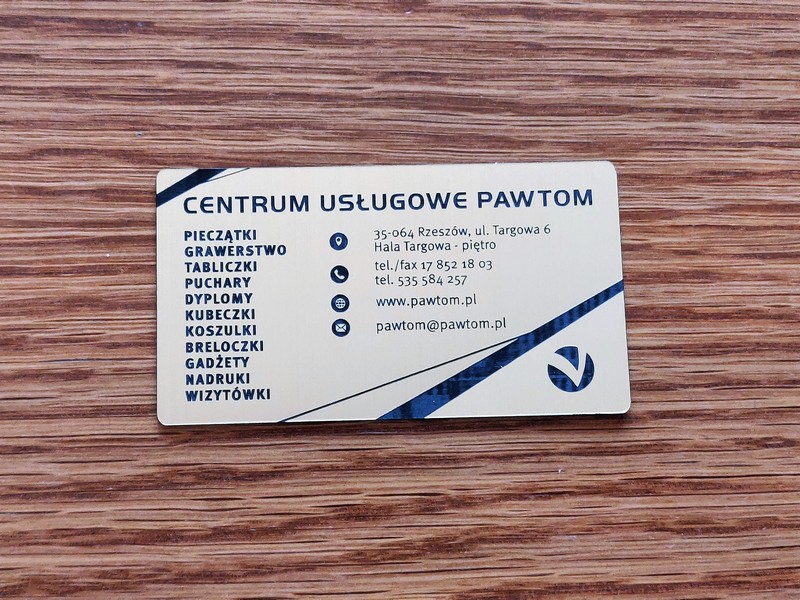 CENTRUM USŁUGOWE PAWTOM
PIECZĄTKI
GRAWERSTWO
TABLICZKI
PUCHARY
DYPLOMY
KUBECZKI
KOSZULKI
BRELOCZKI
GADŻETY
NADRUKI
WIZYTÓWKI
35-064 Rzeszów, ul. Targowa 6
Hala Targowa - piętro
tel./fax 17 852 18 03
tel. 535 584 257
www.pawtom.pl
pawtom@pawtom.pl